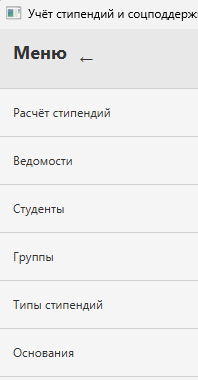 Учёт стипендий и соцподдерж
Меню ←
Расчёт стипендий
Ведомости
Студенты
Группы
Типы стипендий
Основания